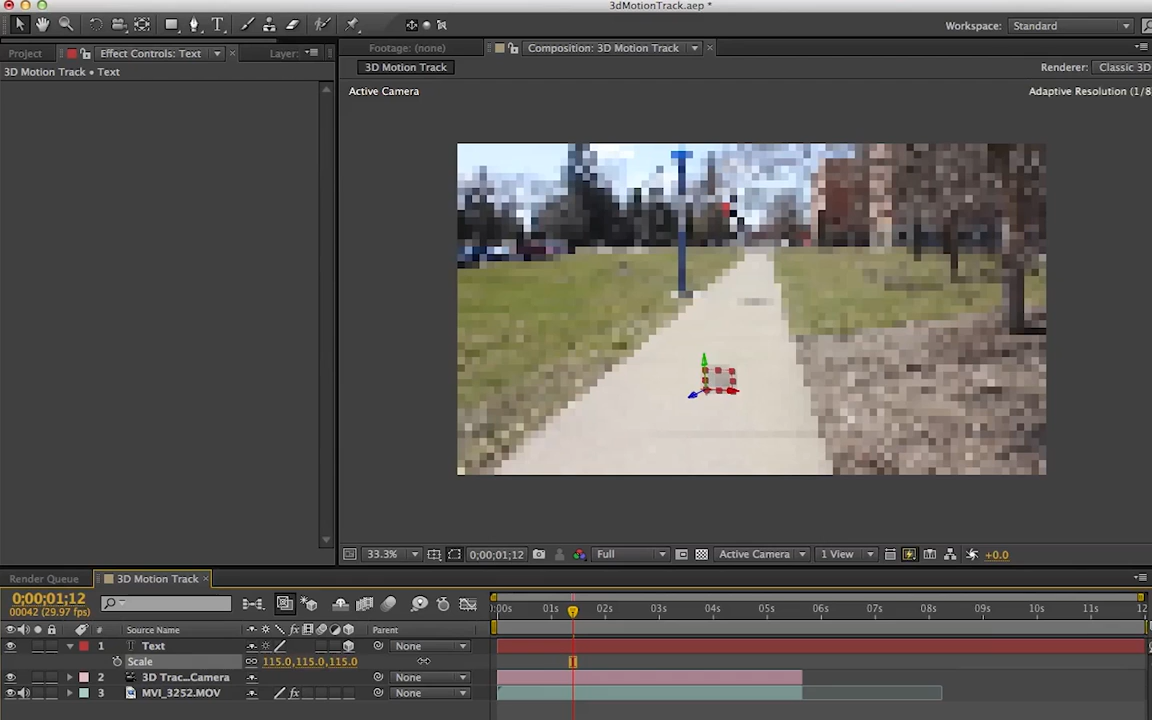 3dMotionTrack.aep *
Workspace: Standard
Project Effect Controls: Text Layer:
Footage: (none) Composition: 3D Motion Track
3D Motion Track • Text
3D Motion Track
Renderer: Classic 3D
Active Camera
Adaptive Resolution (1/8
33.3%
0;00;01;12
Full
Active Camera
1 View
+0.0
Render Queue
3D Motion Track
0;00;01;12
00042 (29.97 fps)
:00s 01s 02s 03s 04s 05s 06s 07s 08s 09s 10s 11s 12
# Source Name fx Parent
1 T Text None
Scale 115.0,115.0,115.0%
2 3D Trac...Camera None
3 MVI_3252.MOV fx None